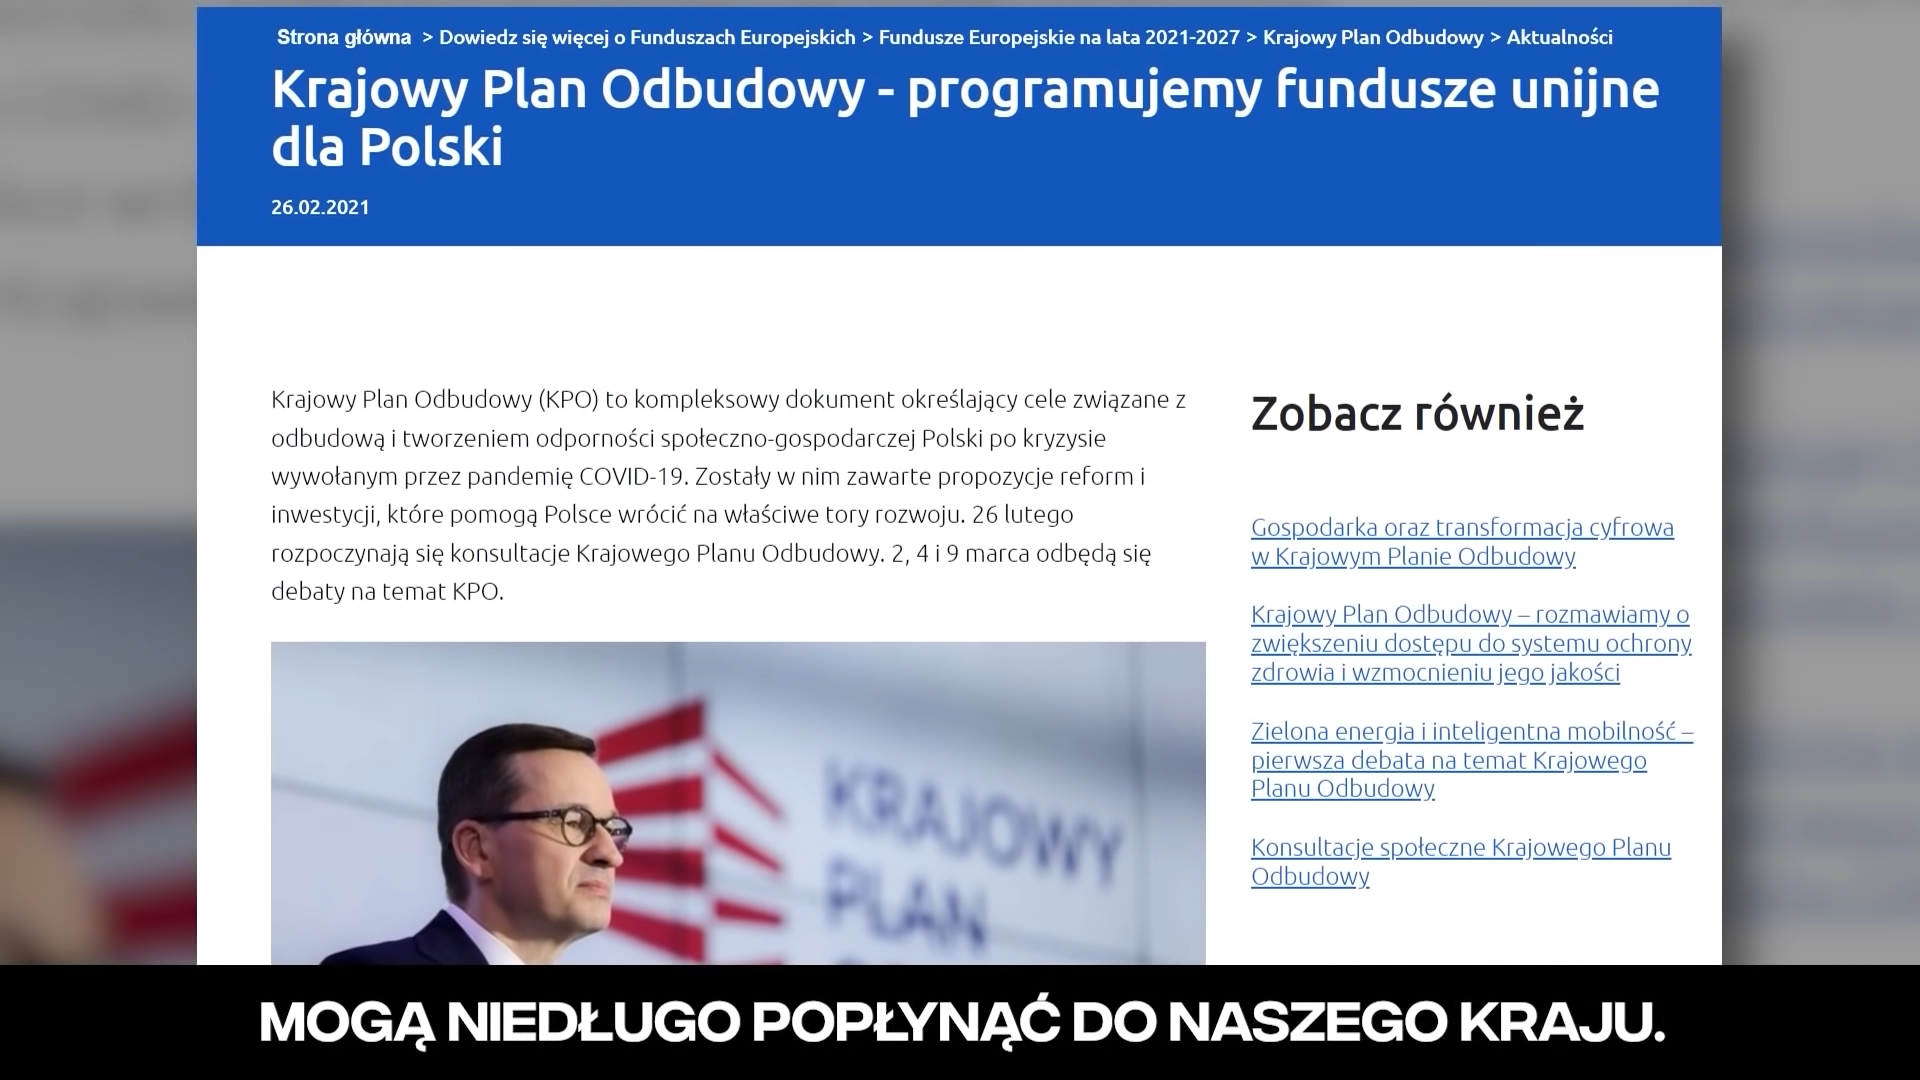 Strona główna > Dowiedz się więcej o Funduszach Europejskich > Fundusze Europejskie na lata 2021-2027 > Krajowy Plan Odbudowy > Aktualności
Krajowy Plan Odbudowy - programujemy fundusze unijne
dla Polski
26.02.2021
Krajowy Plan Odbudowy (KPO) to kompleksowy dokument określający cele związane z
odbudową i tworzeniem odporności społeczno-gospodarczej Polski po kryzysie
wywołanym przez pandemię COVID-19. Zostały w nim zawarte propozycje reform i
inwestycji, które pomogą Polsce wrócić na właściwe tory rozwoju. 26 lutego
rozpoczynają się konsultacje Krajowego Planu Odbudowy. 2, 4 i 9 marca odbędą się
debaty na temat KPO.
KRAJOWY
PLAN
Zobacz również
Gospodarka oraz transformacja cyfrowa
w Krajowym Planie Odbudowy
Krajowy Plan Odbudowy – rozmawiamy o
zwiększeniu dostępu do systemu ochrony
zdrowia i wzmocnieniu jego jakości
Zielona energia i inteligentna mobilność –
pierwsza debata na temat Krajowego
Planu Odbudowy
Konsultacje społeczne Krajowego Planu
Odbudowy
MOGĄ NIEDŁUGO POPŁYNĄĆ DO NASZEGO KRAJU.